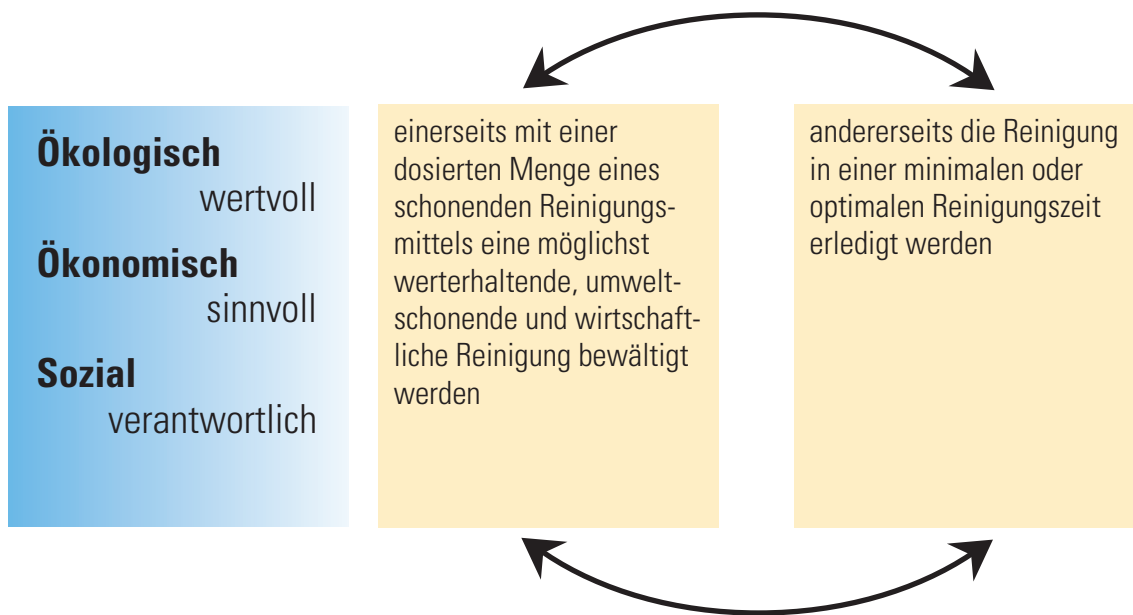 Ökologisch
wertvoll
Ökonomisch
sinnvoll
Sozial
verantwortlich
einerseits mit einer
dosierten Menge eines
schonenden Reinigungs-
mittels eine möglichst
werterhaltende, umwelt-
schonende und wirtschaft-
liche Reinigung bewältigt
werden
andererseits die Reinigung
in einer minimalen oder
optimalen Reinigungszeit
erledigt werden